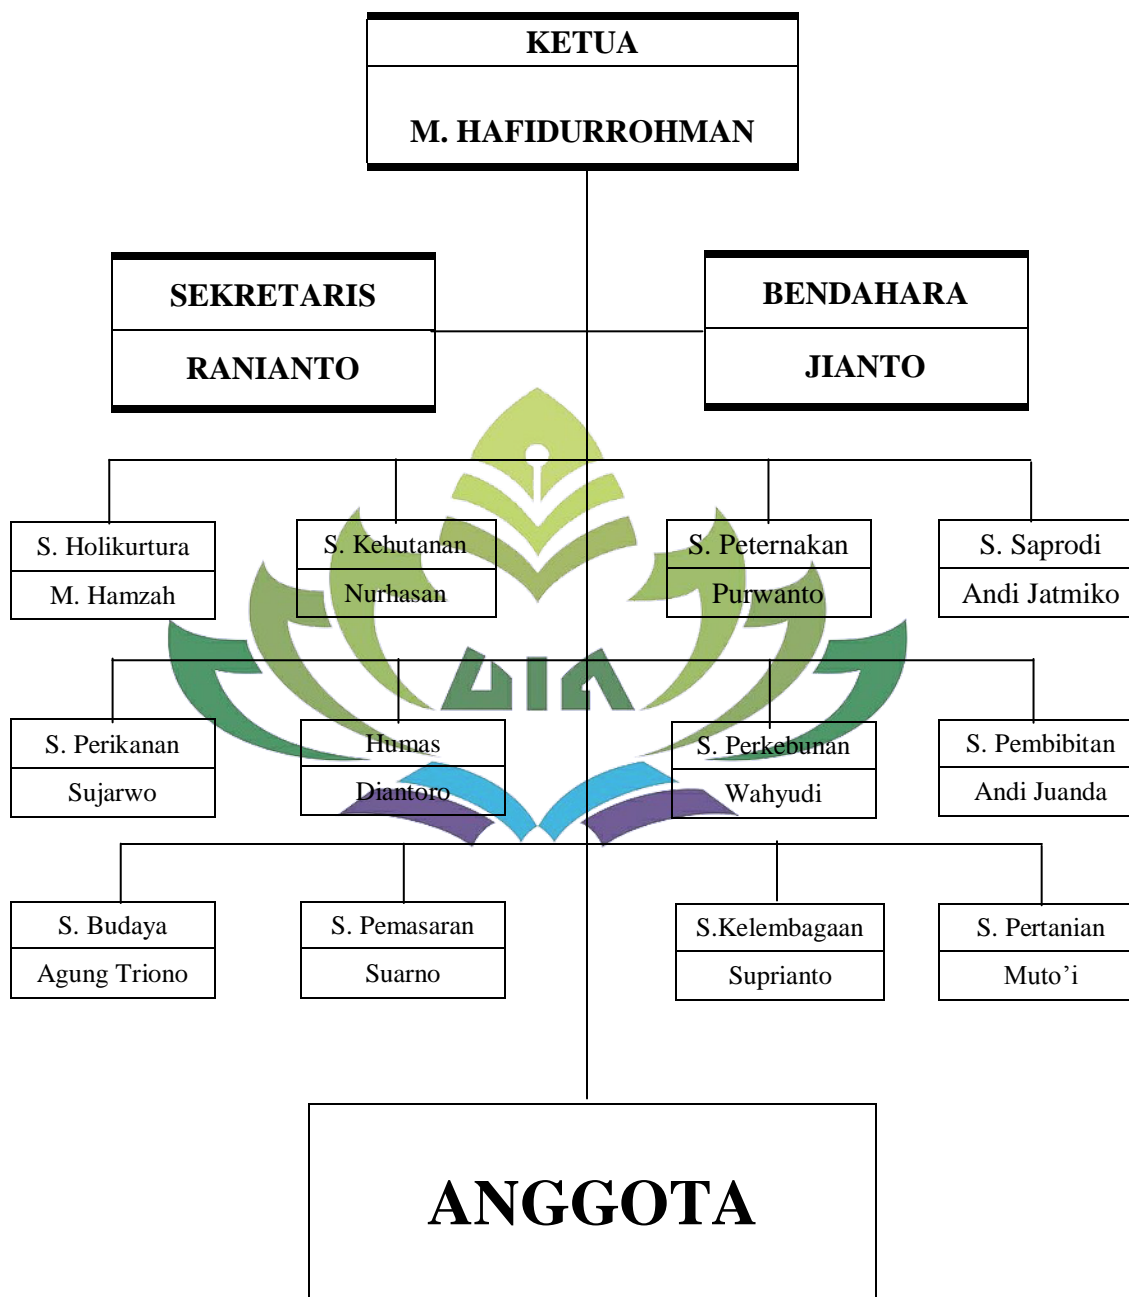 KETUA
M. HAFIDURROHMAN
SEKRETARIS
RANIANTO
BENDAHARA
JIANTO
S. Holikurtura
M. Hamzah
S. Kehutanan
Nurhasan
S. Peternakan
Purwanto
S. Saprodi
Andi Jatmiko
S. Perikanan
Sujarwo
Humas
Diantoro
S. Perkebunan
Wahyudi
S. Pembibitan
Andi Juanda
S. Budaya
Agung Triono
S. Pemasaran
Suarno
S.Kelembagaan
Suprianto
S. Pertanian
Muto’i
ANGGOTA